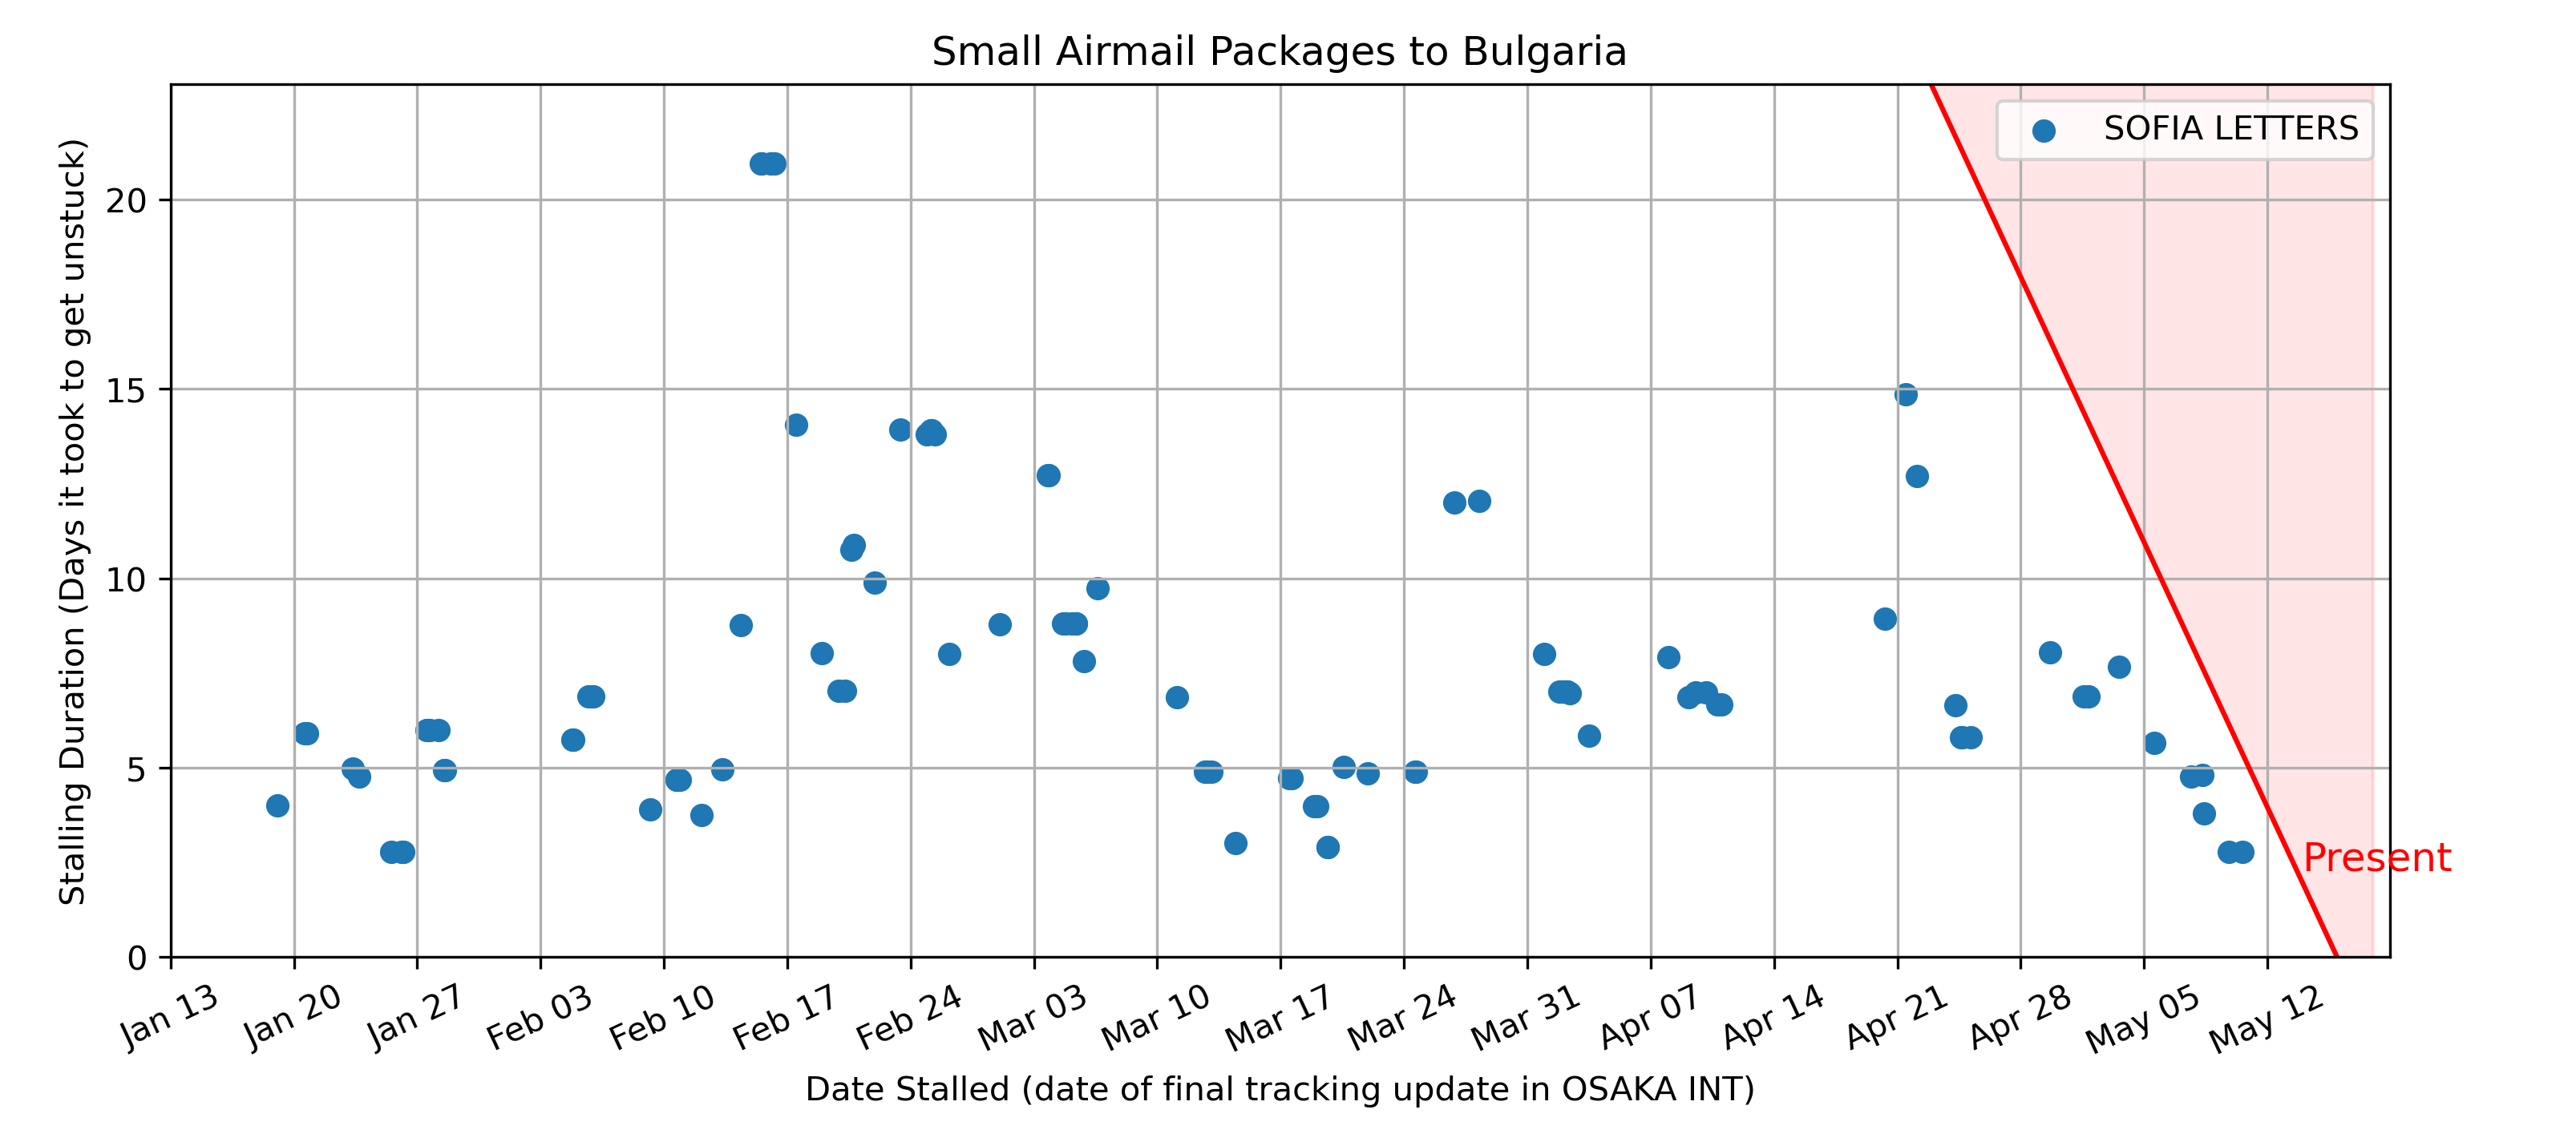 Small Airmail Packages to Bulgaria
SOFIA LETTERS
Stalling Duration (Days it took to get unstuck)
20
15
10
5
0
Present
Jan 13
Jan 20
Jan 27
Feb 03
Feb 10
Feb 17
Feb 24
Mar 03
Mar 10
Mar 17
Mar 24
Mar 31
Apr 07
Apr 14
Apr 21
Apr 28
May 05
May 12
Date Stalled (date of final tracking update in OSAKA INT)